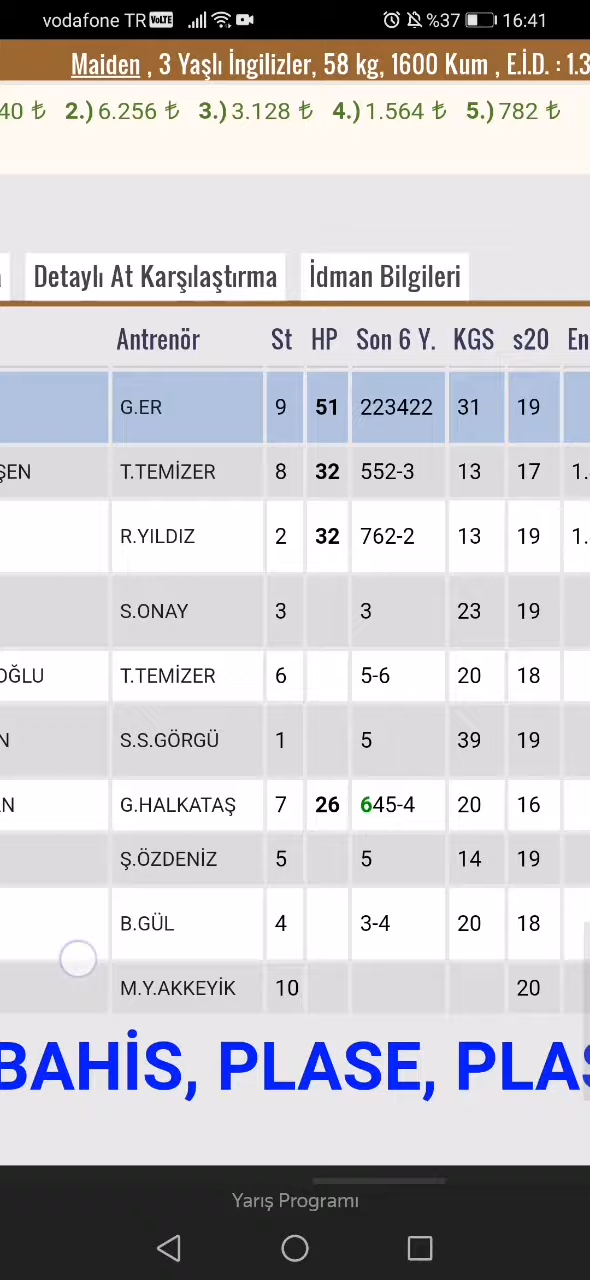 vodafone TR VoLTE %37 16:41
Maiden , 3 Yaşlı İngilizler, 58 kg, 1600 Kum , E.İ.D. : 1.3
40 ₺ 2.) 6.256 ₺ 3.) 3.128 ₺ 4.) 1.564 ₺ 5.) 782 ₺
Detaylı At Karşılaştırma İdman Bilgileri
Antrenör St HP Son 6 Y. KGS s20 En
G.ER 9 51 223422 31 19
ŞEN T.TEMİZER 8 32 552-3 13 17 1.
R.YILDIZ 2 32 762-2 13 19 1.
S.ONAY 3 3 23 19
OĞLU T.TEMİZER 6 5-6 20 18
N S.S.GÖRGÜ 1 5 39 19
AN G.HALKATAŞ 7 26 645-4 20 16
Ş.ÖZDENİZ 5 5 14 19
B.GÜL 4 3-4 20 18
M.Y.AKKEYİK 10 20
BAHİS, PLASE, PLAS
Yarış Programı